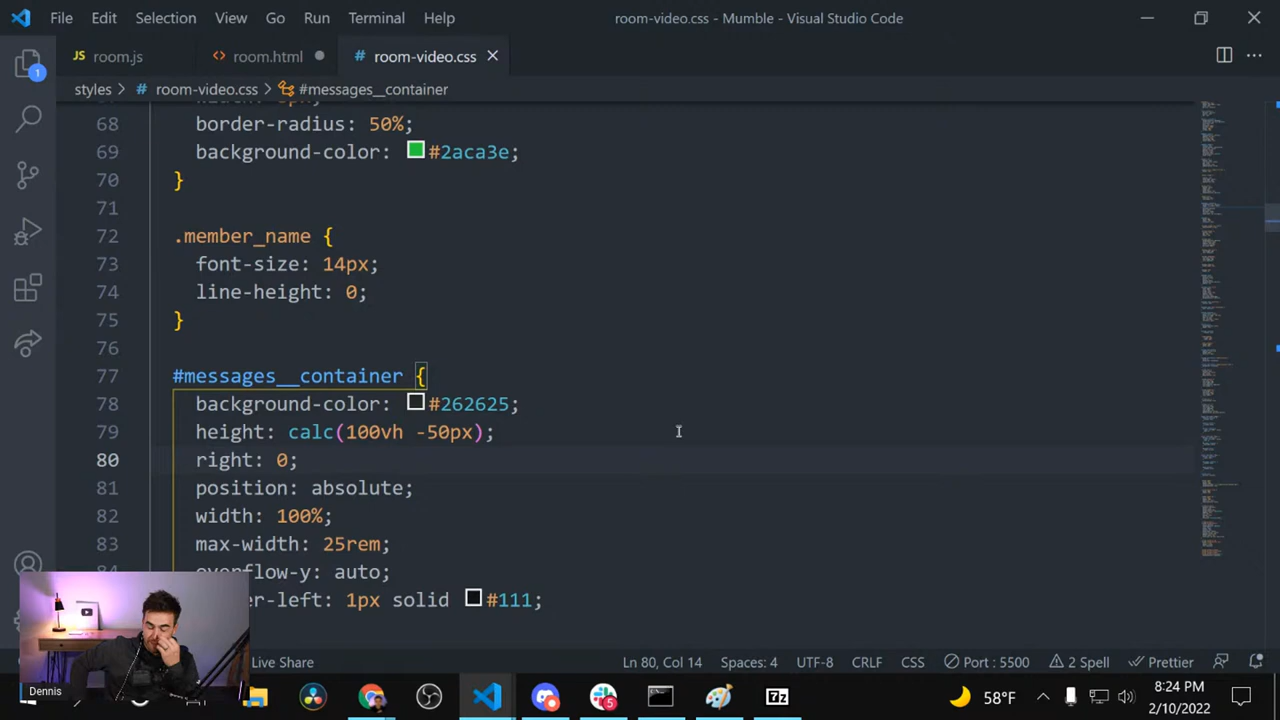 File Edit Selection View Go Run Terminal Help room-video.css - Mumble - Visual Studio Code
JS room.js <> room.html # room-video.css
1
styles > # room-video.css > #messages__container
68 border-radius: 50%;
69 background-color: #2aca3e;
70 }
71
72 .member_name {
73 font-size: 14px;
74 line-height: 0;
75 }
76
77 #messages__container {
78 background-color: #262625;
79 height: calc(100vh -50px);
80 right: 0;
81 position: absolute;
82 width: 100%;
83 max-width: 25rem;
overflow-y: auto;
er-left: 1px solid #111;
Live Share Ln 80, Col 14 Spaces: 4 UTF-8 CRLF CSS Port : 5500 2 Spell Prettier
Dennis
5
7z
58°F
8:24 PM
2/10/2022